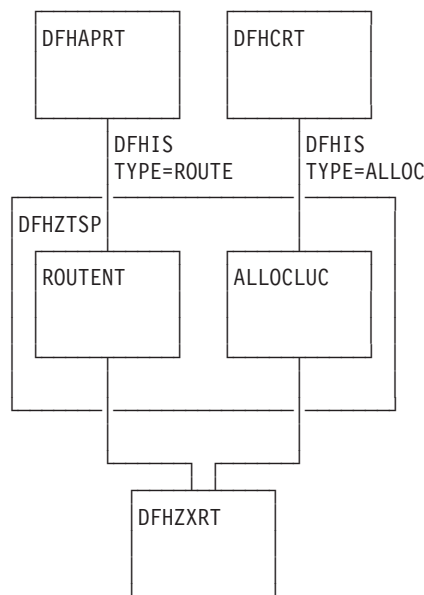 DFHAPRT
DFHCRT
DFHIS
TYPE=ROUTE
DFHIS
TYPE=ALLOC
DFHZTSP
ROUTENT
ALLOCLUC
DFHZXRT